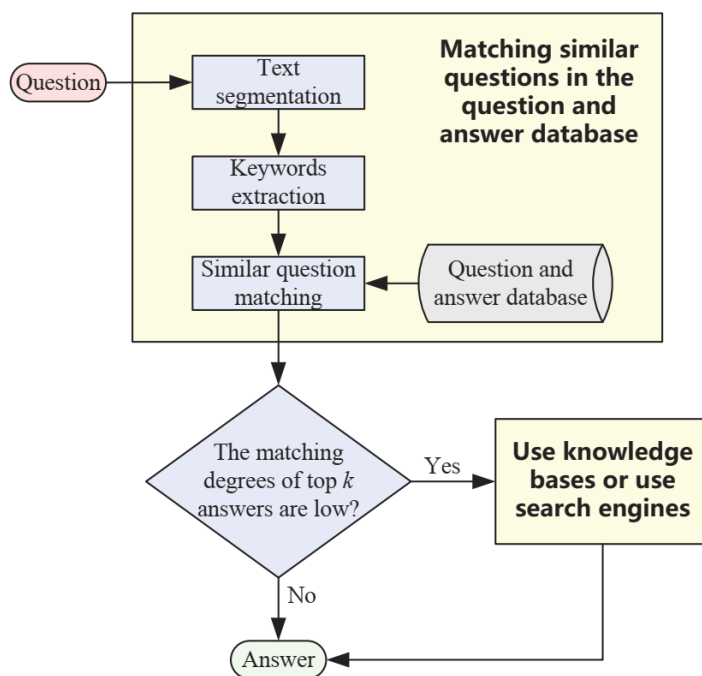 Matching similar
questions in the
question and
answer database
Question
Text
segmentation
Keywords
extraction
Similar question
matching
Question and
answer database
The matching
degrees of top k
answers are low?
Yes
Use knowledge
bases or use
search engines
No
Answer